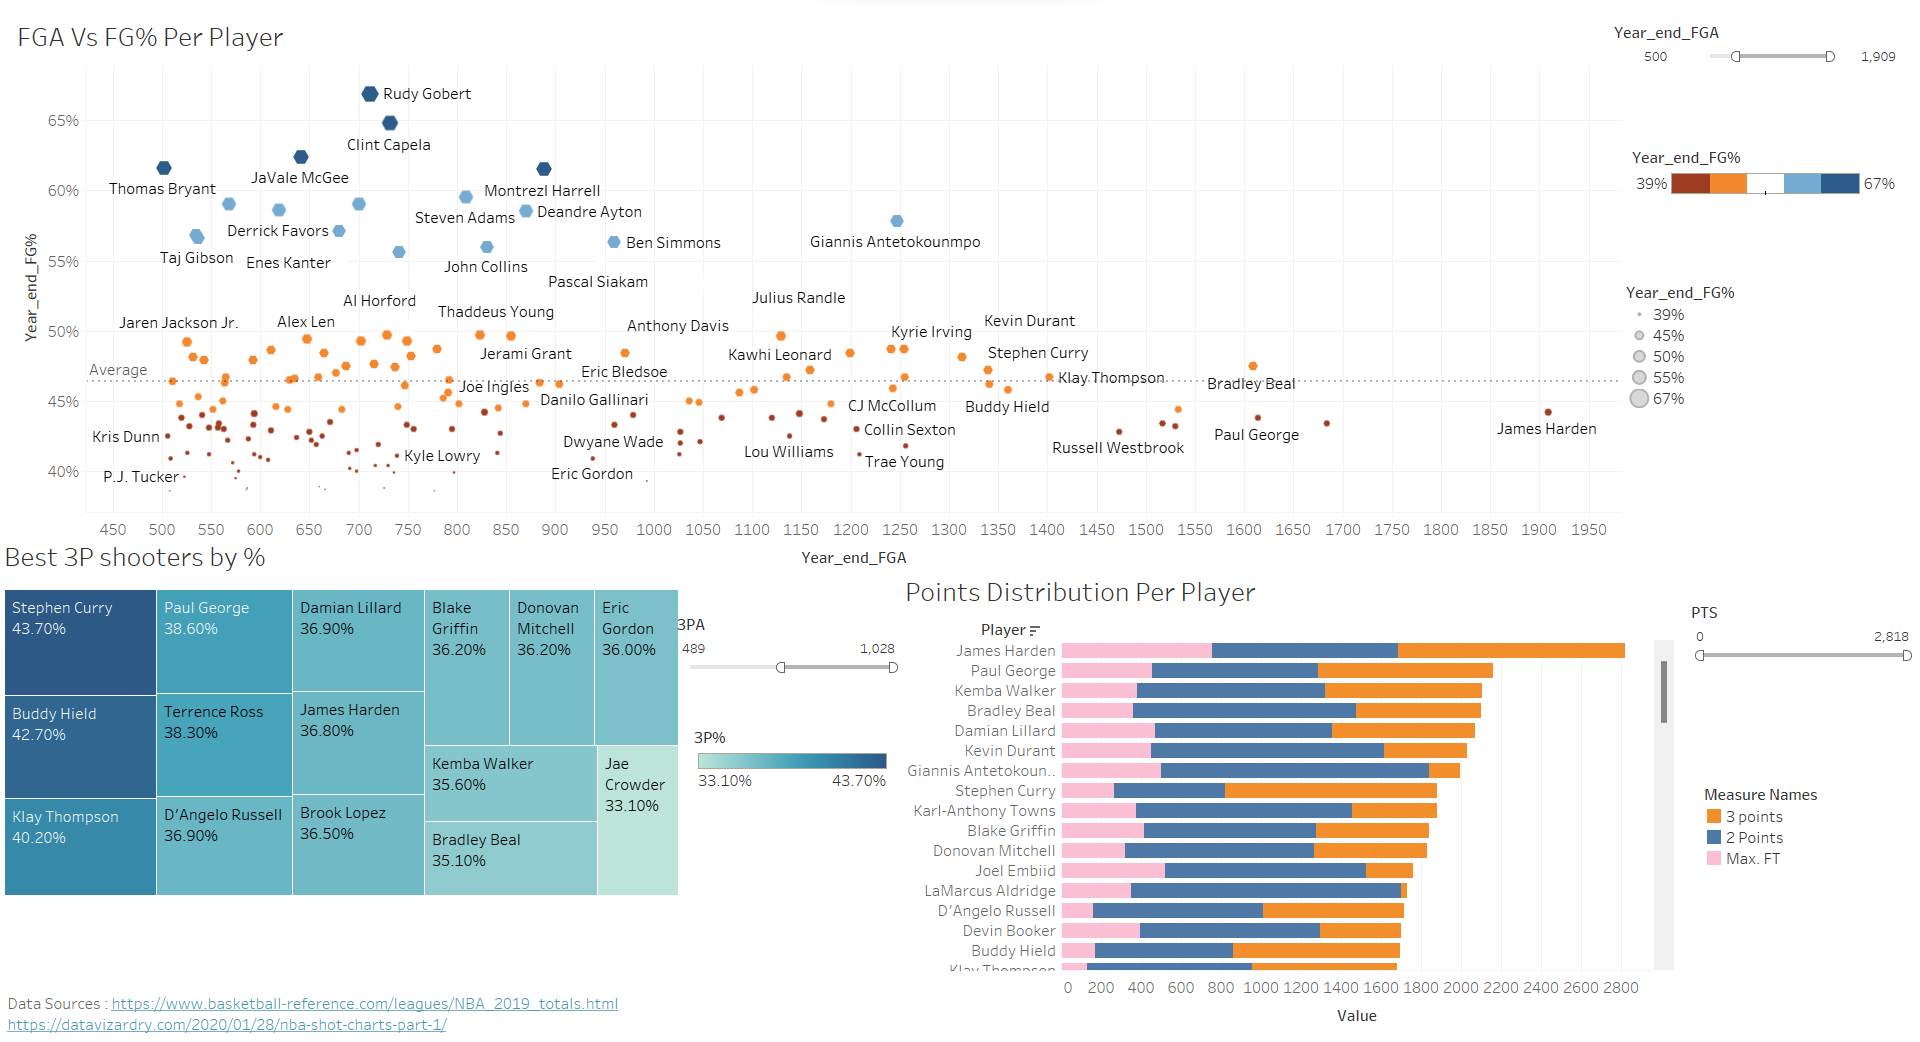 FGA Vs FG% Per Player
Year_end_FGA
500
1,909
Year_end_FG%
39%
67%
Year_end_FG%
39%
45%
50%
55%
67%
Year_end_FG%
65%
60%
55%
50%
45%
40%
Average
Rudy Gobert
Clint Capela
JaVale McGee
Thomas Bryant
Montrezl Harrell
Steven Adams
Deandre Ayton
Derrick Favors
Ben Simmons
Giannis Antetokounmpo
Taj Gibson
Enes Kanter
John Collins
Pascal Siakam
Al Horford
Julius Randle
Thaddeus Young
Jaren Jackson Jr.
Alex Len
Anthony Davis
Kyrie Irving
Kevin Durant
Jerami Grant
Kawhi Leonard
Stephen Curry
Eric Bledsoe
Klay Thompson
Joe Ingles
Bradley Beal
Danilo Gallinari
CJ McCollum
Buddy Hield
Kris Dunn
Dwyane Wade
Collin Sexton
Paul George
James Harden
Kyle Lowry
Lou Williams
Russell Westbrook
Trae Young
P.J. Tucker
Eric Gordon
450 500 550 600 650 700 750 800 850 900 950 1000 1050 1100 1150 1200 1250 1300 1350 1400 1450 1500 1550 1600 1650 1700 1750 1800 1850 1900 1950
Year_end_FGA
Best 3P shooters by %
Stephen Curry
43.70%
Buddy Hield
42.70%
Klay Thompson
40.20%
Paul George
38.60%
Terrence Ross
38.30%
D'Angelo Russell
36.90%
Damian Lillard
36.90%
James Harden
36.80%
Brook Lopez
36.50%
Blake
Griffin
36.20%
Donovan
Mitchell
36.20%
Eric
Gordon
36.00%
Kemba Walker
35.60%
Bradley Beal
35.10%
Jae
Crowder
33.10%
3PA
489
1,028
3P%
33.10%
43.70%
Points Distribution Per Player
Player
James Harden
Paul George
Kemba Walker
Bradley Beal
Damian Lillard
Kevin Durant
Giannis Antetokoun..
Stephen Curry
Karl-Anthony Towns
Blake Griffin
Donovan Mitchell
Joel Embiid
LaMarcus Aldridge
D'Angelo Russell
Devin Booker
Buddy Hield
Klay Thompson
0 200 400 600 800 1000 1200 1400 1600 1800 2000 2200 2400 2600 2800
Value
PTS
0
2,818
Measure Names
3 points
2 Points
Max. FT
Data Sources : https://www.basketball-reference.com/leagues/NBA_2019_totals.html
https://datavizardry.com/2020/01/28/nba-shot-charts-part-1/